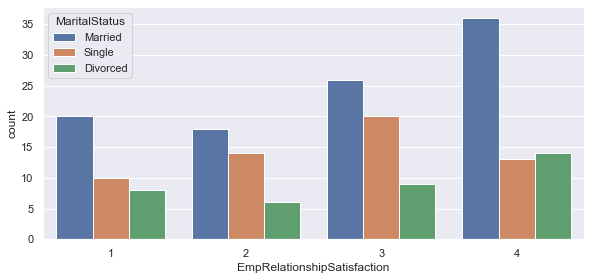 MaritalStatus
Married
Single
Divorced
35
30
25
20
15
10
5
0
count
1 2 3 4
EmpRelationshipSatisfaction